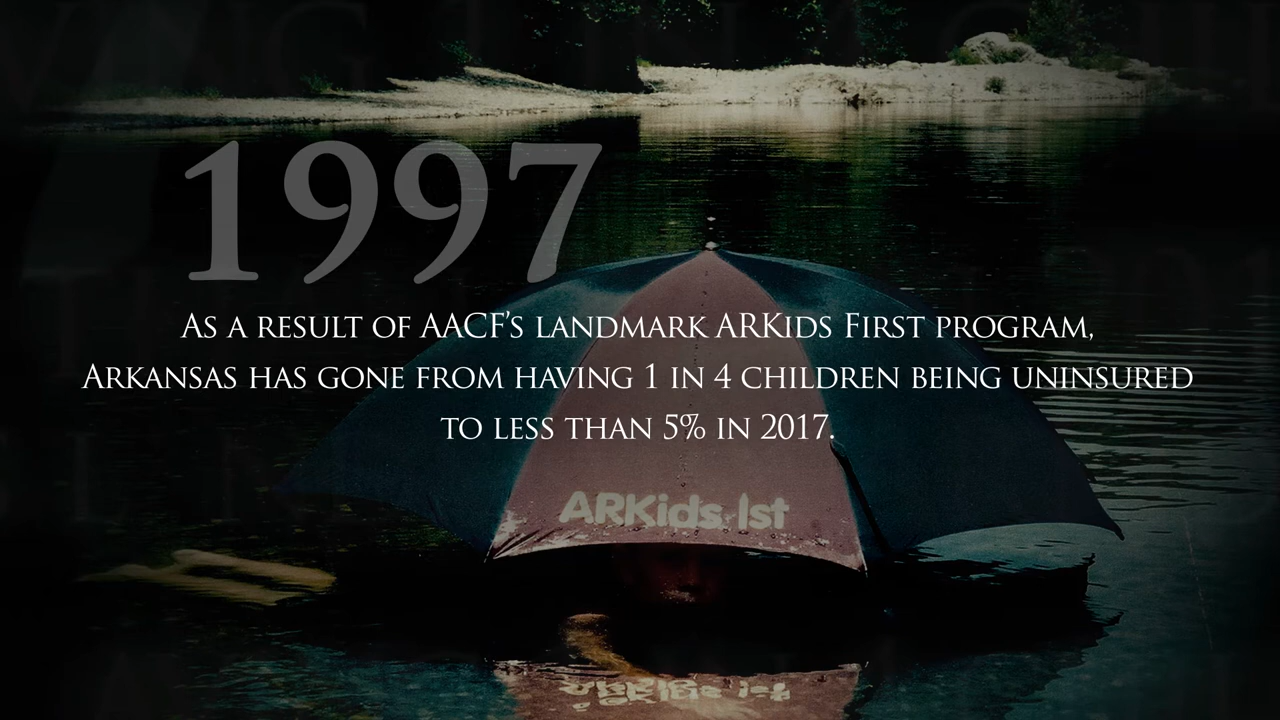 1997
As a result of AACF's landmark ARKids First program,
Arkansas has gone from having 1 in 4 children being uninsured
to less than 5% in 2017.
ARKids 1st